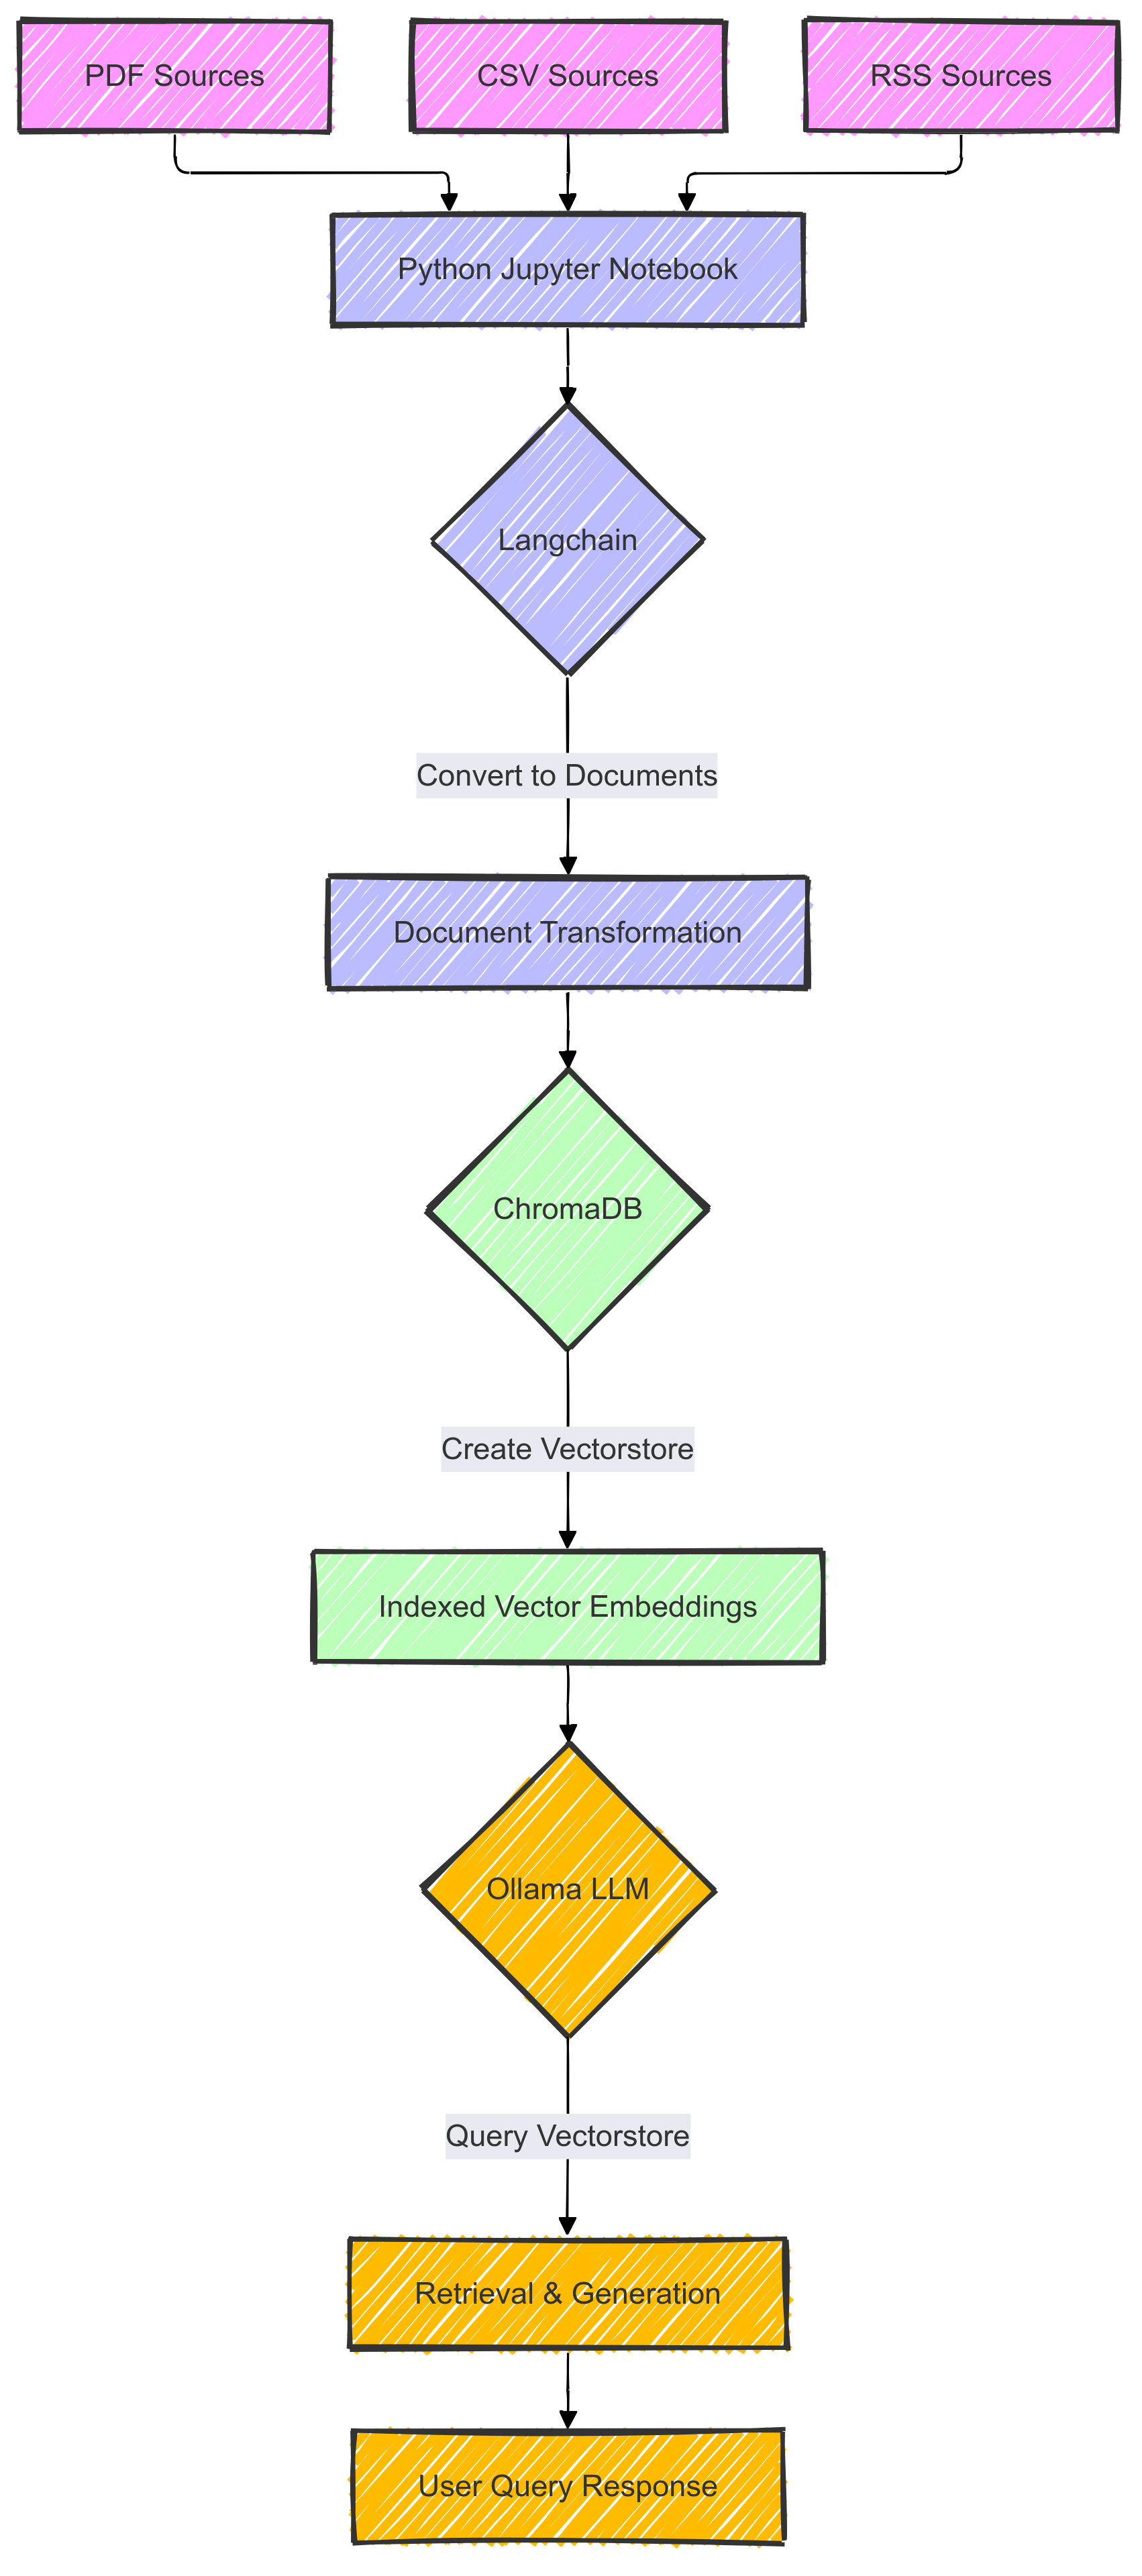 PDF Sources
CSV Sources
RSS Sources
Python Jupyter Notebook
Langchain
Convert to Documents
Document Transformation
ChromaDB
Create Vectorstore
Indexed Vector Embeddings
Ollama LLM
Query Vectorstore
Retrieval & Generation
User Query Response